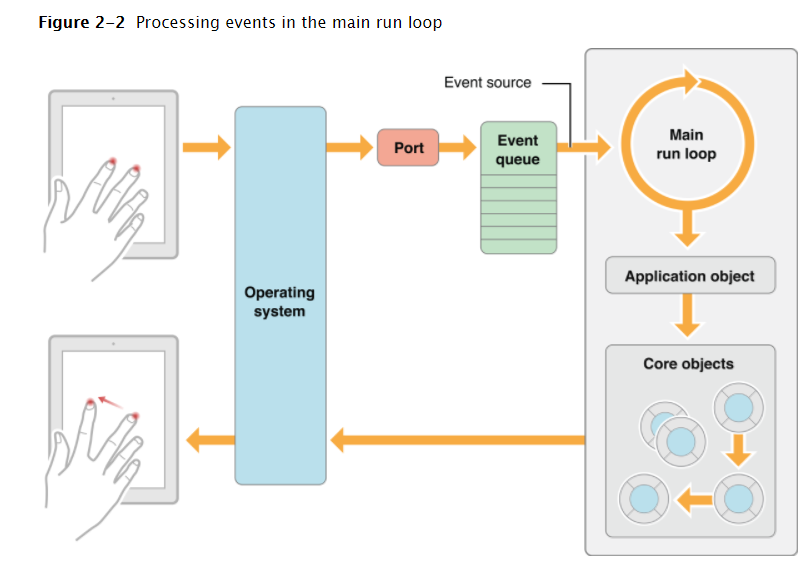 Figure 2–2 Processing events in the main run loop
Event source
Port
Event
queue
Main
run loop
Application object
Operating
system
Core objects